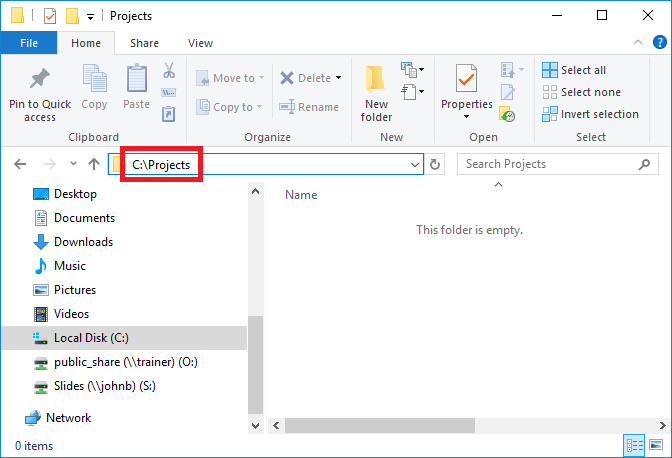 Projects
File Home Share View
Pin to Quick access
Copy
Paste
Clipboard
Move to
Copy to
Delete
Rename
Organize
New folder
New
Properties
Open
Select all
Select none
Invert selection
Select
C:\Projects
Search Projects
Desktop
Documents
Downloads
Music
Pictures
Videos
Local Disk (C:)
public_share (\\trainer) (O:)
Slides (\\johnb) (S:)
Network
Name
This folder is empty.
0 items